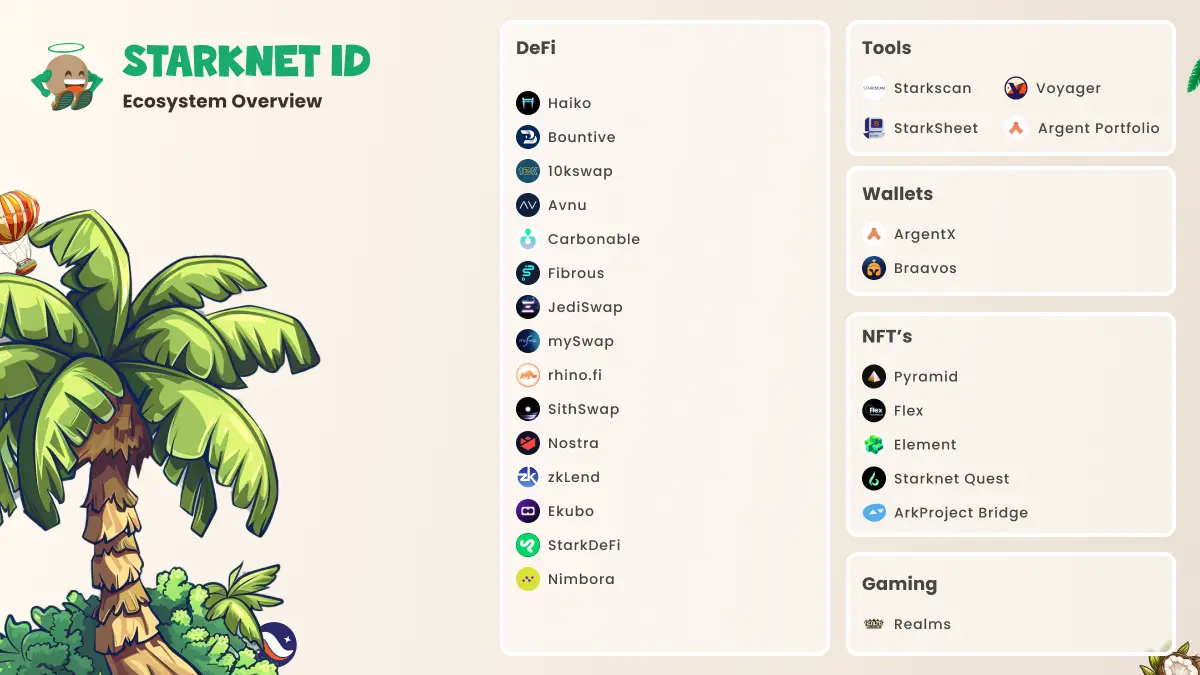 STARKNET ID
Ecosystem Overview
DeFi
Haiko
Bountive
10kswap
Avnu
Carbonable
Fibrous
JediSwap
mySwap
rhino.fi
SithSwap
Nostra
zkLend
Ekubo
StarkDeFi
Nimbora
Tools
Starkscan
Voyager
StarkSheet
Argent Portfolio
Wallets
ArgentX
Braavos
NFT’s
Pyramid
Flex
Element
Starknet Quest
ArkProject Bridge
Gaming
Realms